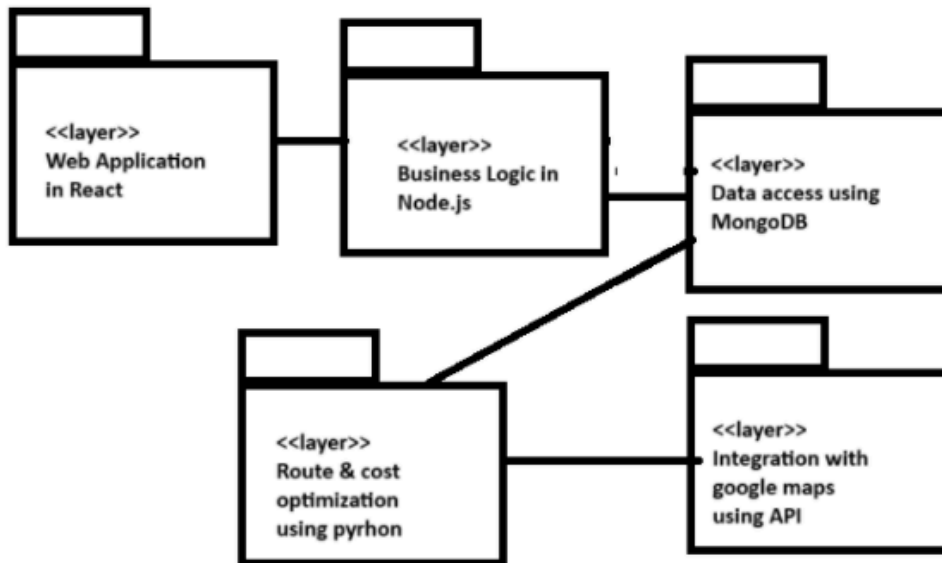 <<layer>>
Web Application
in React
<<layer>>
Business Logic in
Node.js
<<layer>>
Data access using
MongoDB
<<layer>>
Route & cost
optimization
using pyrhon
<<layer>>
Integration with
google maps
using API